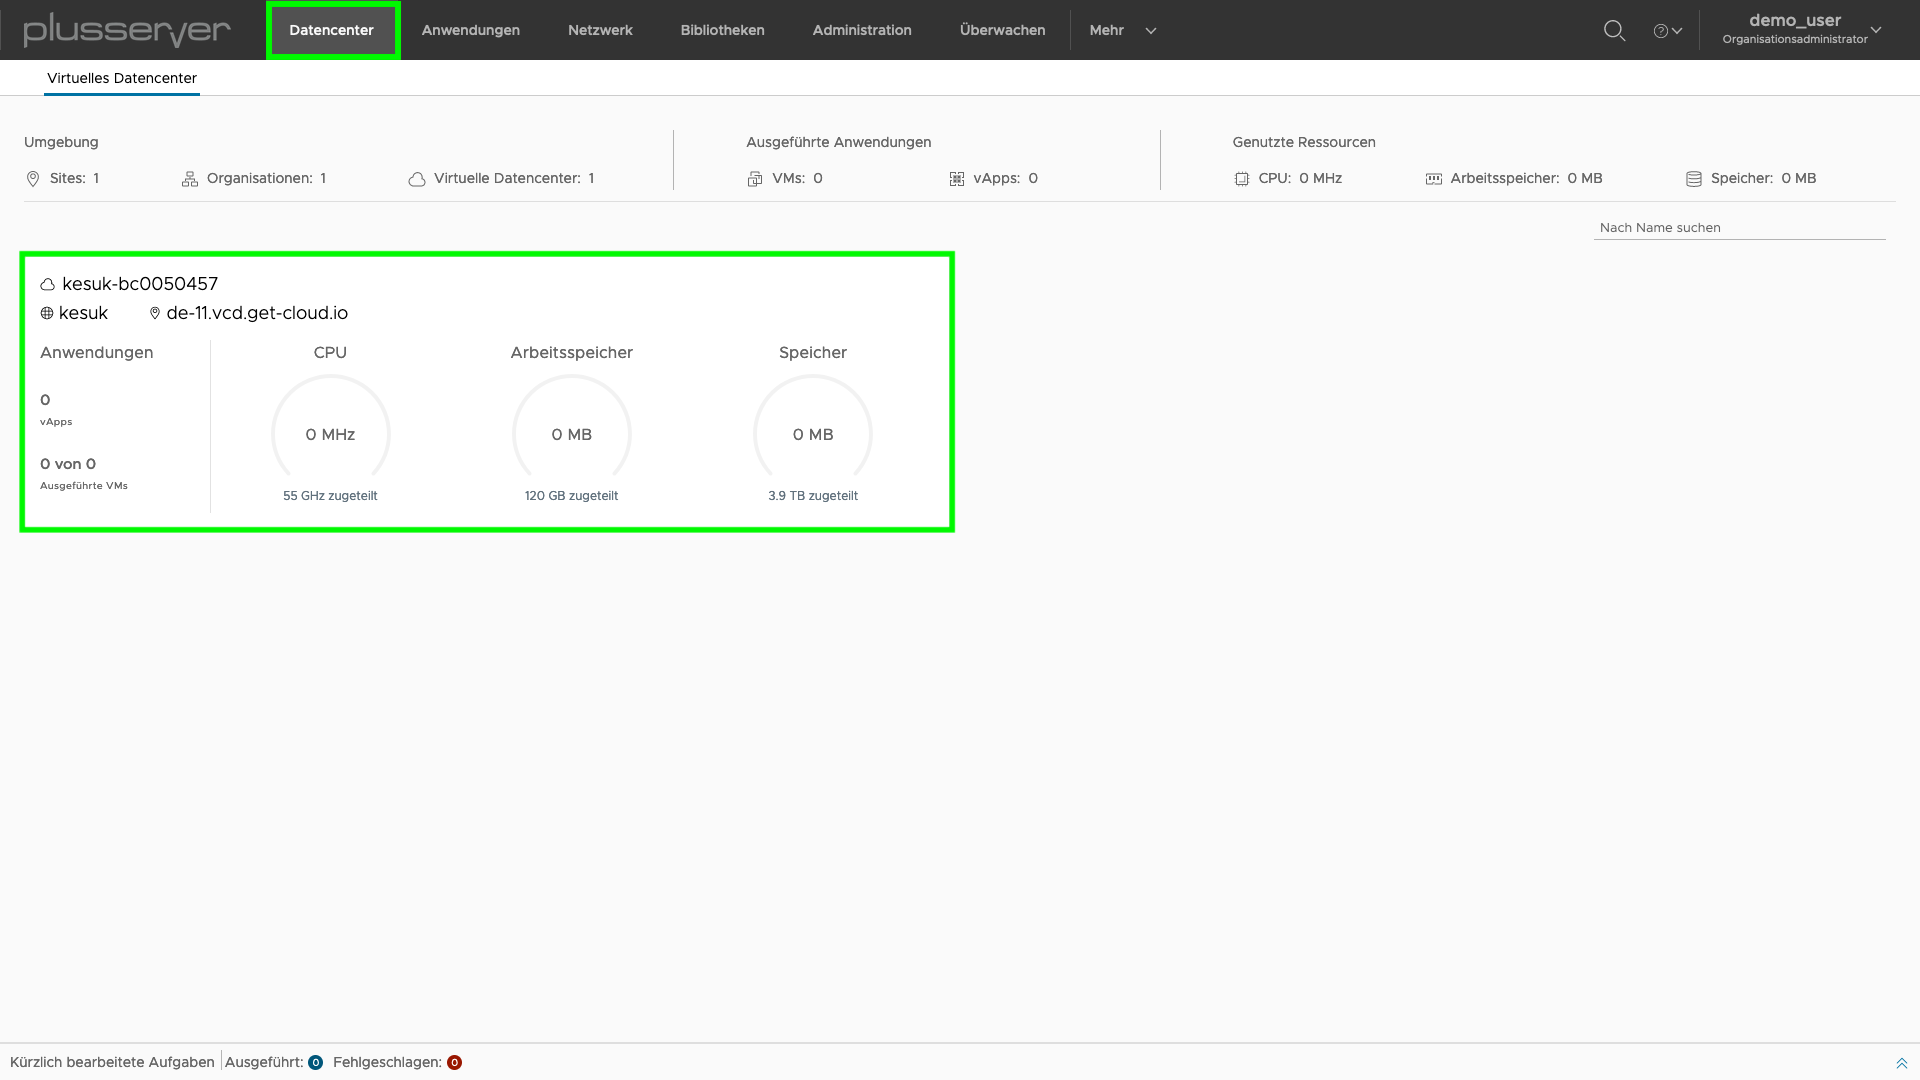 plusserver Datencenter Anwendungen Netzwerk Bibliotheken Administration Überwachen Mehr demo_user
Organisationsadministrator
Virtuelles Datencenter
Umgebung Ausgeführte Anwendungen Genutzte Ressourcen
Sites: 1 Organisationen: 1 Virtuelle Datencenter: 1 VMs: 0 vApps: 0 CPU: 0 MHz Arbeitsspeicher: 0 MB Speicher: 0 MB
Nach Name suchen
kesuk-bc0050457
kesuk de-11.vcd.get-cloud.io
Anwendungen CPU Arbeitsspeicher Speicher
0
vApps
0 MHz 0 MB 0 MB
0 von 0
Ausgeführte VMs
55 GHz zugeteilt 120 GB zugeteilt 3.9 TB zugeteilt
Kürzlich bearbeitete Aufgaben Ausgeführt: 0 Fehlgeschlagen: 0